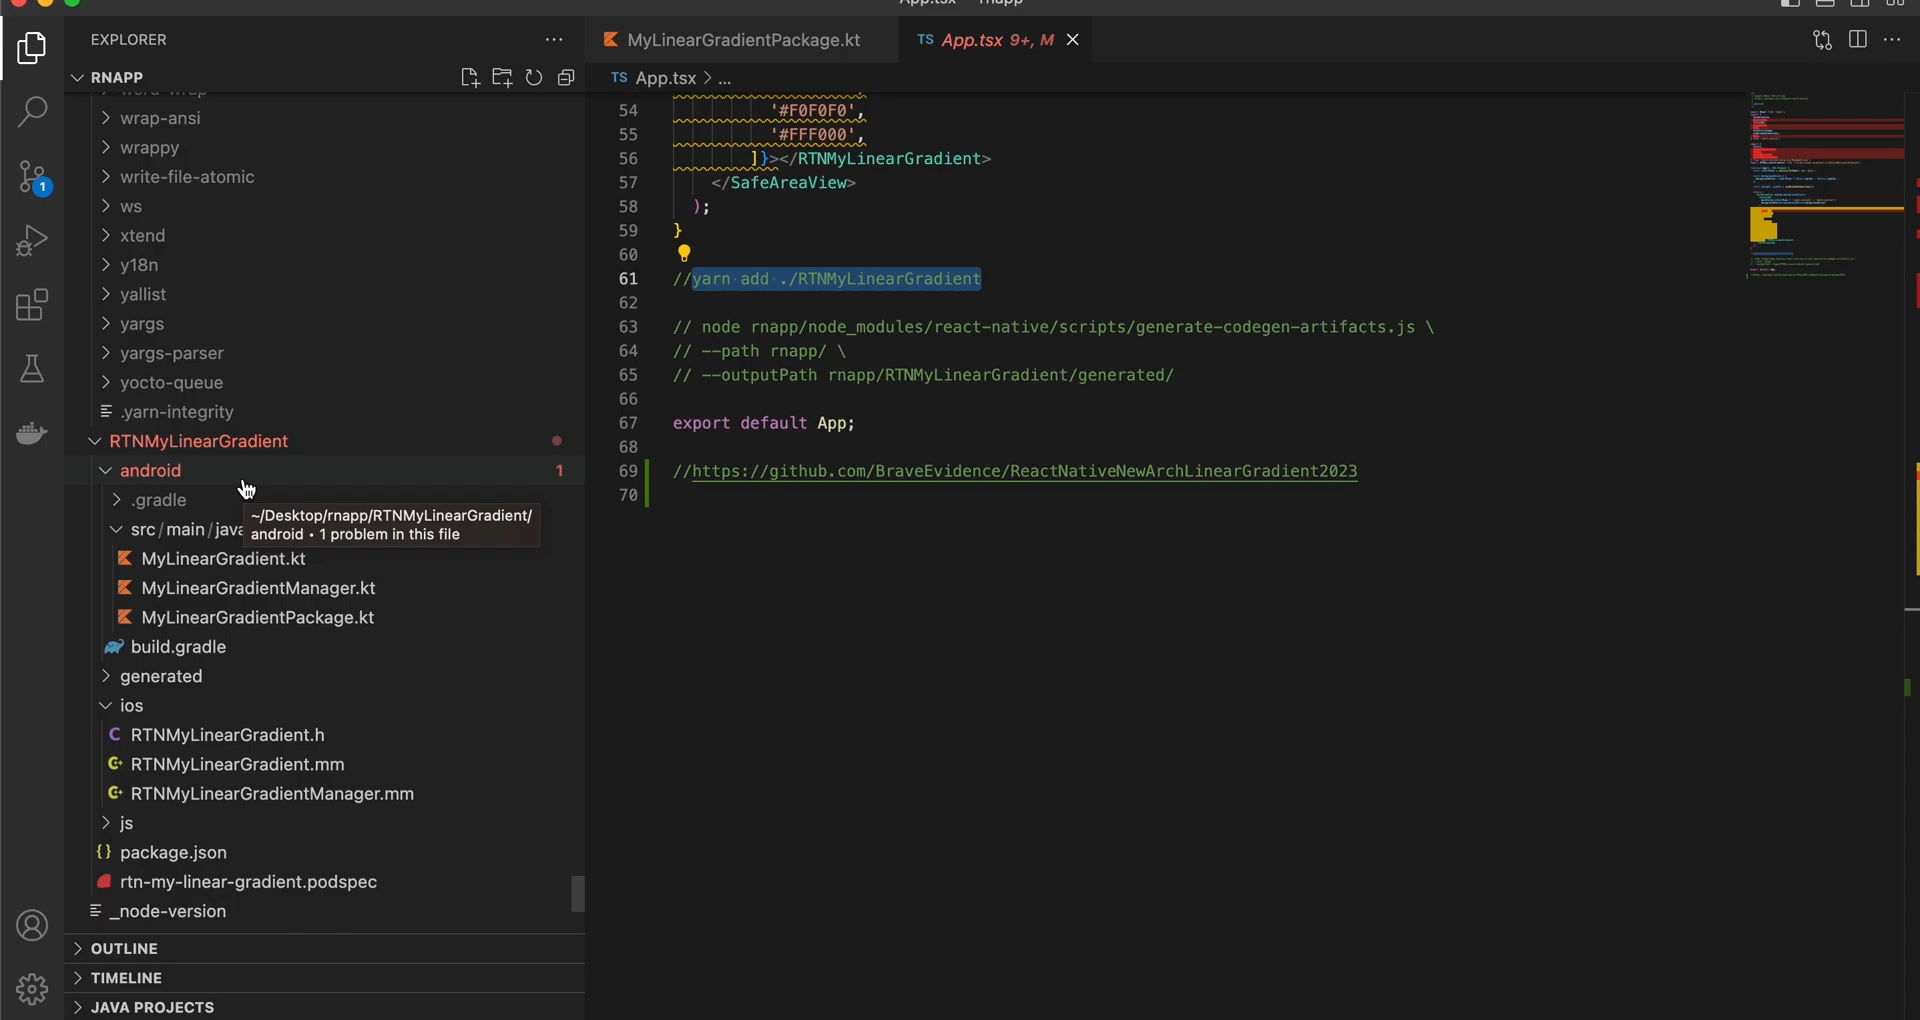 EXPLORER
RNAPP
word-wrap
wrap-ansi
wrappy
write-file-atomic
ws
xtend
y18n
yallist
yargs
yargs-parser
yocto-queue
.yarn-integrity
RTNMyLinearGradient
android 1
.gradle
src/main/java
~/Desktop/rnapp/RTNMyLinearGradient/
android • 1 problem in this file
MyLinearGradient.kt
MyLinearGradientManager.kt
MyLinearGradientPackage.kt
build.gradle
generated
ios
RTNMyLinearGradient.h
RTNMyLinearGradient.mm
RTNMyLinearGradientManager.mm
js
package.json
rtn-my-linear-gradient.podspec
_node-version
OUTLINE
TIMELINE
JAVA PROJECTS
1
MyLinearGradientPackage.kt
TS App.tsx 9+, M
TS App.tsx > ...
54 '#F0F0F0',
55 '#FFF000',
56 ]}></RTNMyLinearGradient>
57 </SafeAreaView>
58 );
59 }
60
61 //yarn add ./RTNMyLinearGradient
62
63 // node rnapp/node_modules/react-native/scripts/generate-codegen-artifacts.js \
64 // --path rnapp/ \
65 // --outputPath rnapp/RTNMyLinearGradient/generated/
66
67 export default App;
68
69 //https://github.com/BraveEvidence/ReactNativeNewArchLinearGradient2023
70